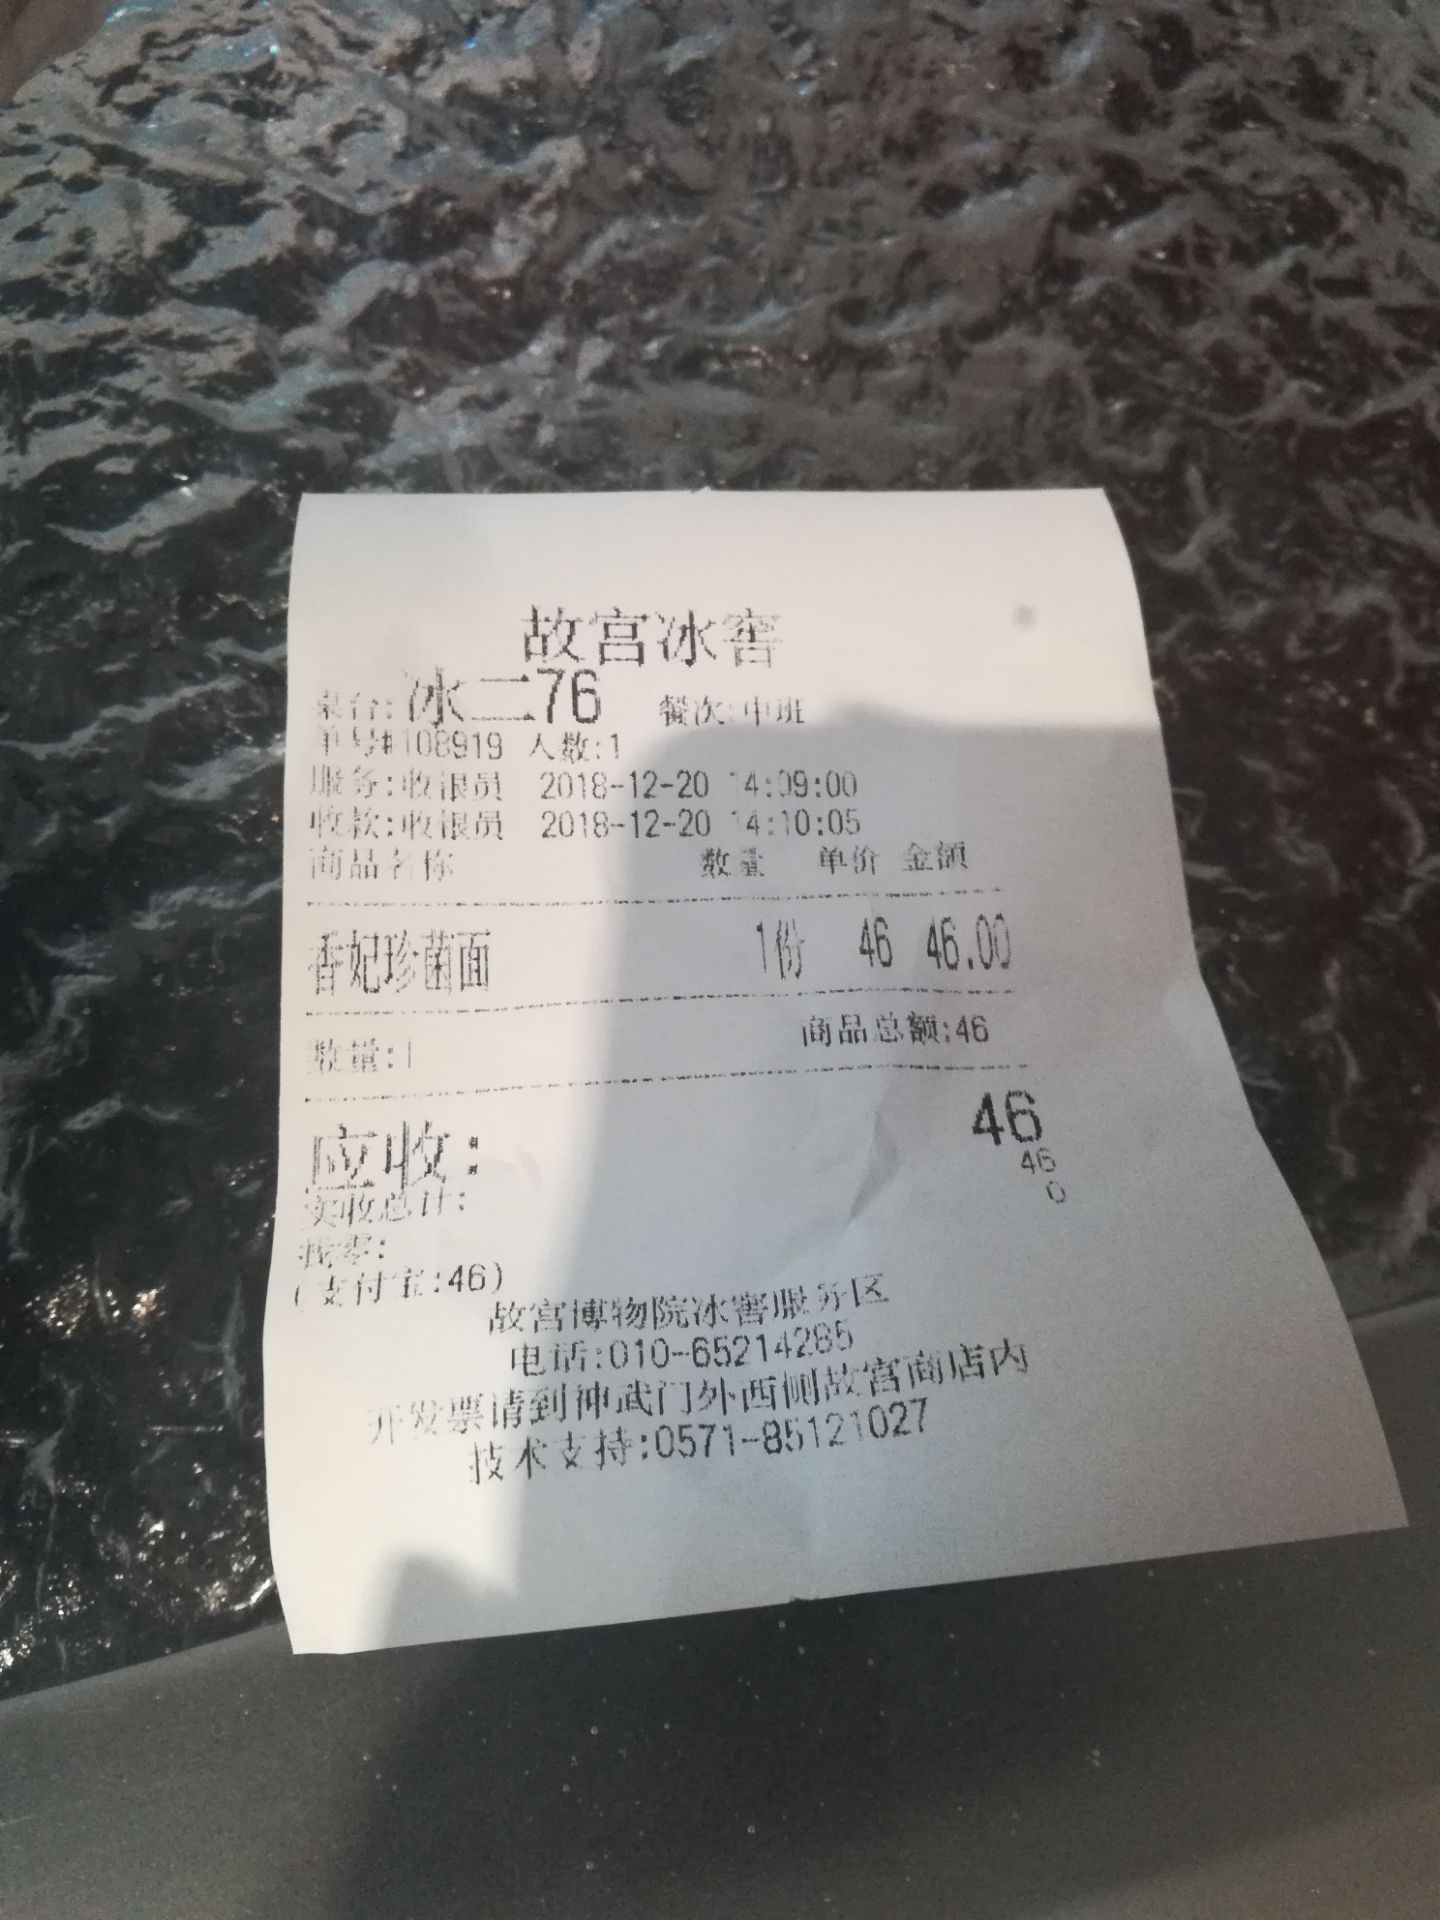 故宫冰窖
桌台:冰二76 餐次:中班
单号#108919 人数:1
服务:收银员 2018-12-20 14:09:00
收款:收银员 2018-12-20 14:10:05
商品名称 数量 单价 金额
香妃珍菌面 1份 46 46.00
数量:1 商品总额:46
应收: 46
实收总计: 46
找零: 0
(支付宝:46)
故宫博物院冰窖服务区
电话:010-65214285
开发票请到神武门外西侧故宫商店内
技术支持:0571-85121027